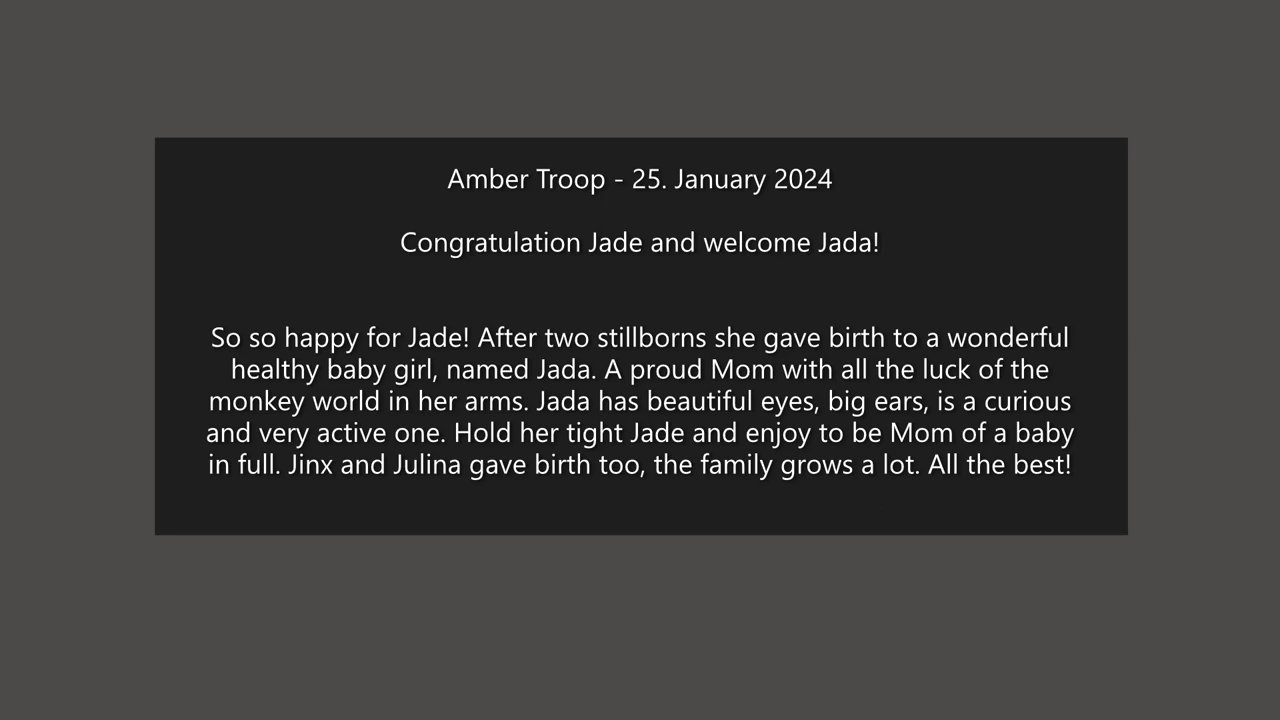 Amber Troop - 25. January 2024
Congratulation Jade and welcome Jada!
So so happy for Jade! After two stillborns she gave birth to a wonderful
healthy baby girl, named Jada. A proud Mom with all the luck of the
monkey world in her arms. Jada has beautiful eyes, big ears, is a curious
and very active one. Hold her tight Jade and enjoy to be Mom of a baby
in full. Jinx and Julina gave birth too, the family grows a lot. All the best!